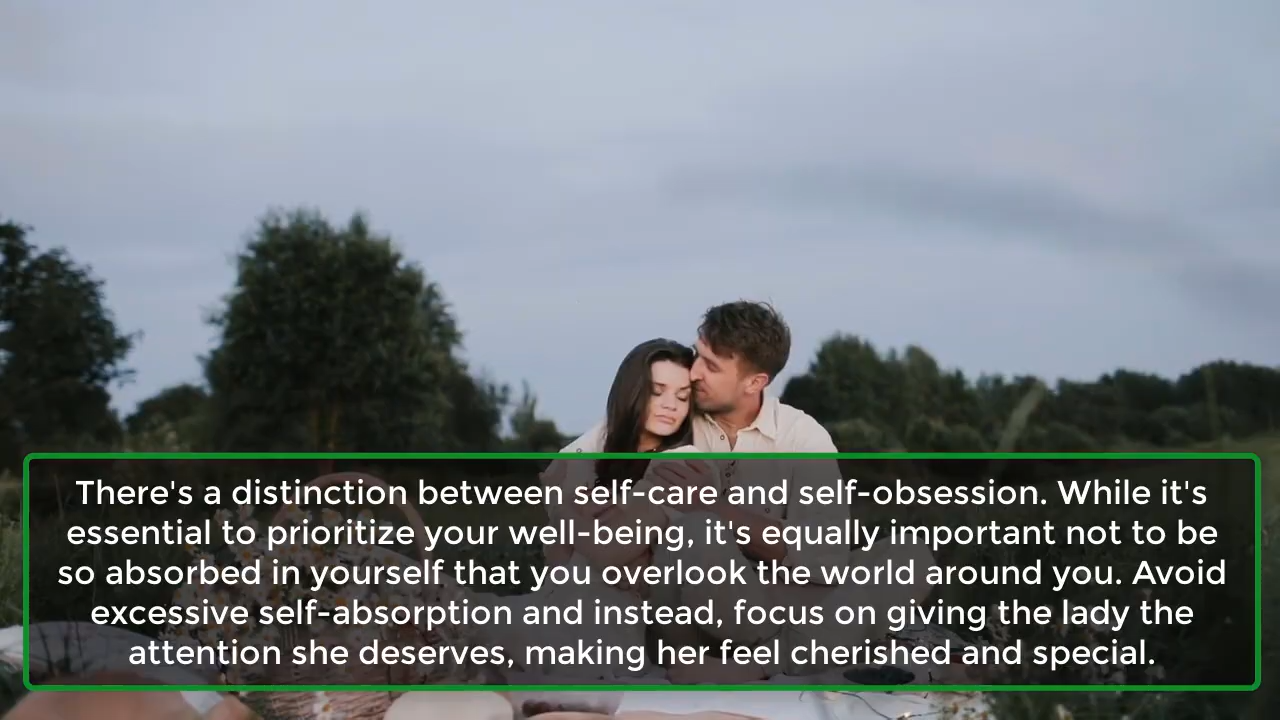 There's a distinction between self-care and self-obsession. While it's
essential to prioritize your well-being, it's equally important not to be
so absorbed in yourself that you overlook the world around you. Avoid
excessive self-absorption and instead, focus on giving the lady the
attention she deserves, making her feel cherished and special.